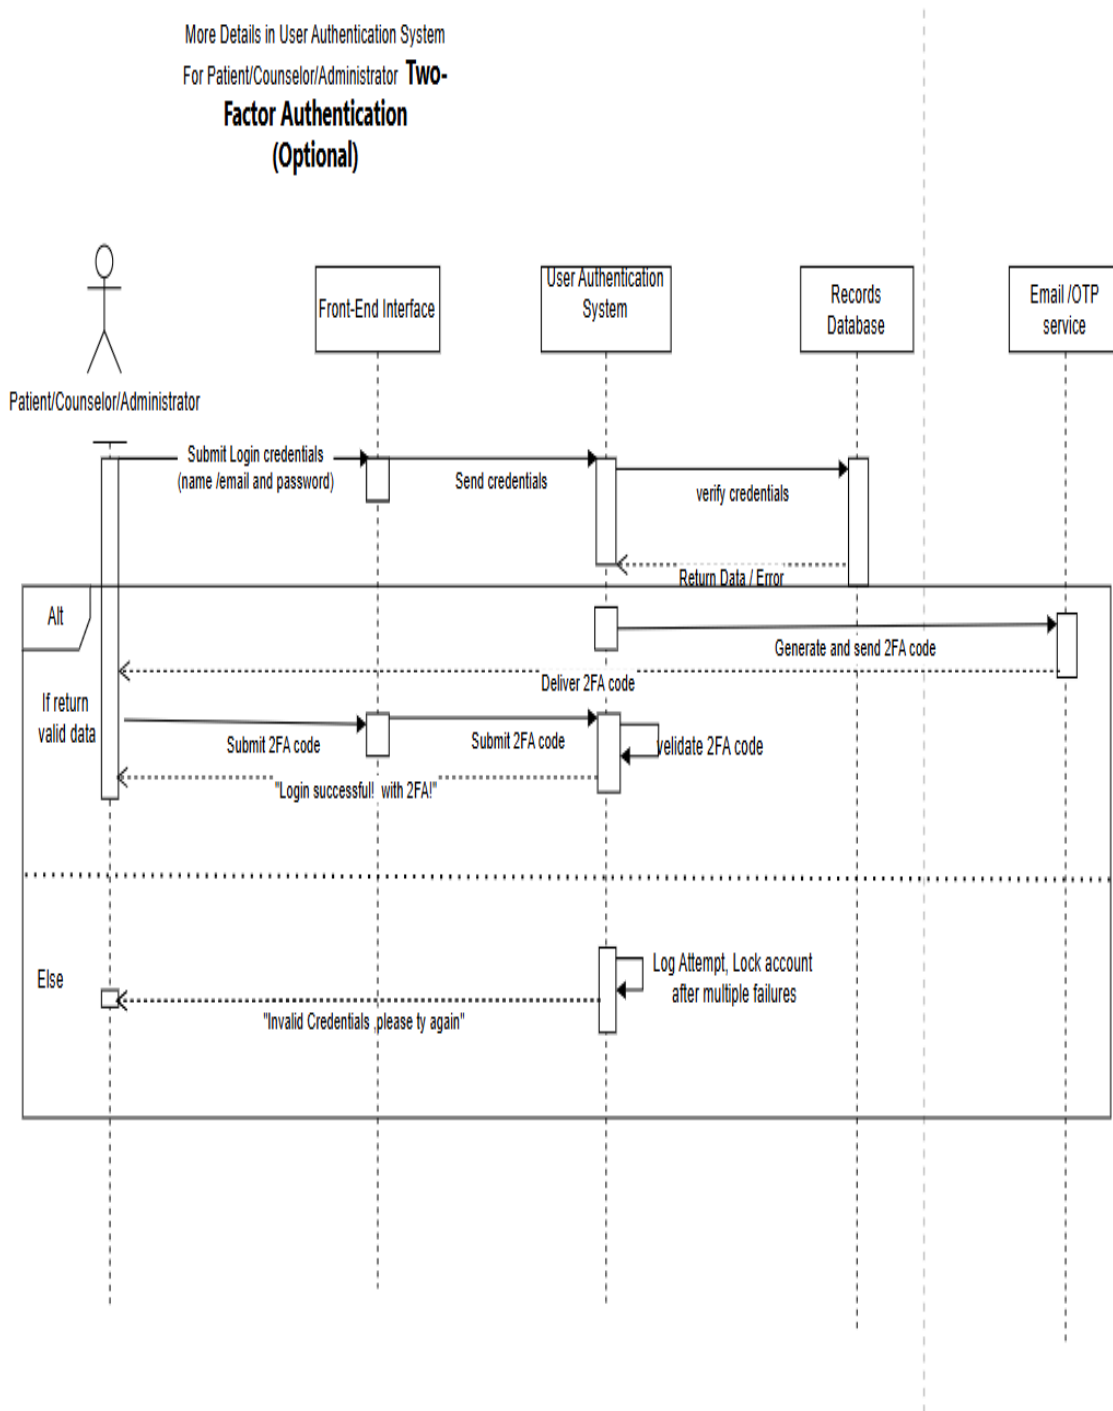 More Details in User Authentication System
For Patient/Counselor/Administrator Two-
Factor Authentication
(Optional)
Patient/Counselor/Administrator
Front-End Interface
User Authentication
System
Records
Database
Email /OTP
service
Submit Login credentials
(name /email and password)
Send credentials
verify credentials
Return Data / Error
Alt
Generate and send 2FA code
Deliver 2FA code
If return
valid data
Submit 2FA code
Submit 2FA code
velidate 2FA code
"Login successful! with 2FA!"
Else
Log Attempt, Lock account
after multiple failures
"Invalid Credentials ,please ty again"